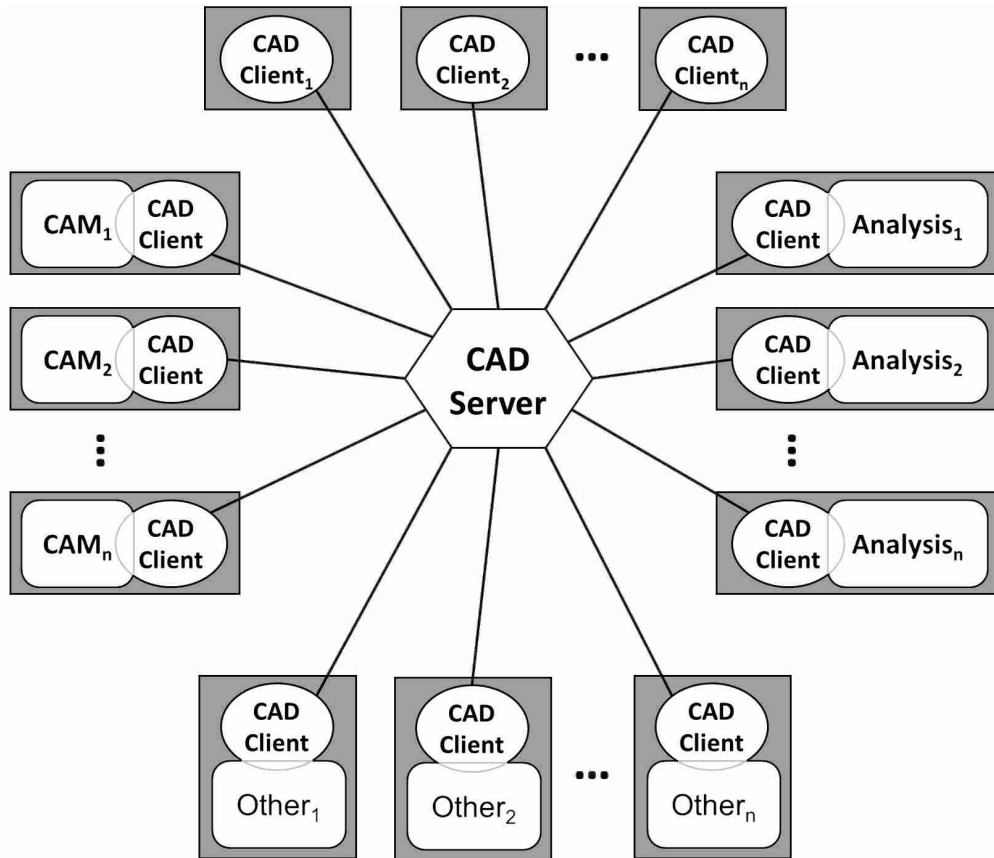 CAD
Client₁
CAD
Client₂
...
CAD
Clientₙ
CAM₁
CAD
Client
CAD
Client
Analysis₁
CAM₂
CAD
Client
CAD
Server
CAD
Client
Analysis₂
...
...
CAMₙ
CAD
Client
CAD
Client
Analysisₙ
CAD
Client
Other₁
CAD
Client
Other₂
...
CAD
Client
Otherₙ